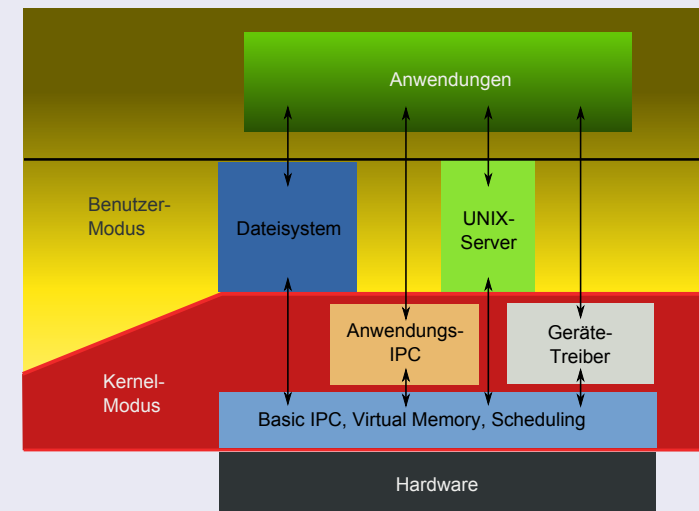 Anwendungen
Benutzer-
Modus
Dateisystem
UNIX-
Server
Anwendungs-
IPC
Geräte-
Treiber
Kernel-
Modus
Basic IPC, Virtual Memory, Scheduling
Hardware